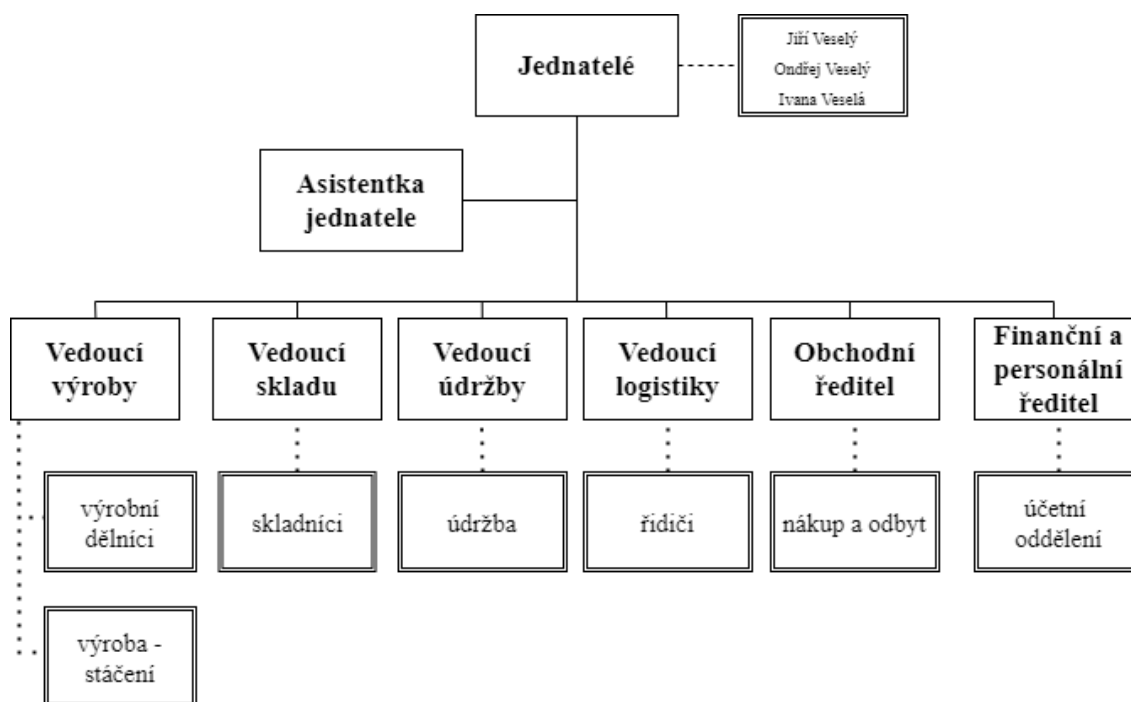 Jednatelé
Jiří Veselý
Ondřej Veselý
Ivana Veselá
Asistentka
jednatele
Vedoucí
výroby
Vedoucí
skladu
Vedoucí
údržby
Vedoucí
logistiky
Obchodní
ředitel
Finanční a
personální
ředitel
výrobní
dělníci
skladníci
údržba
řidiči
nákup a odbyt
účetní
oddělení
výroba -
stáčení